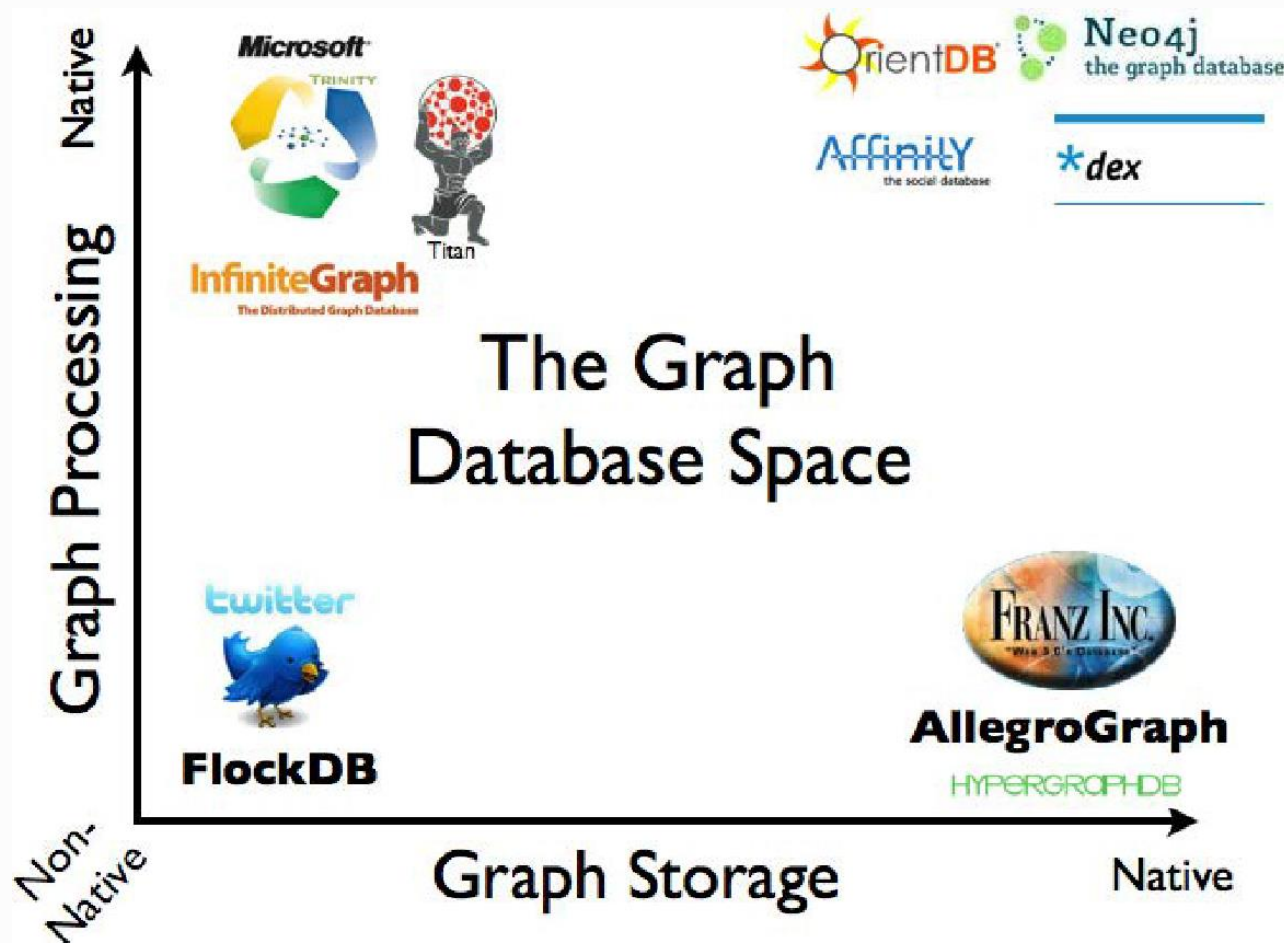 Native
Graph Processing
Microsoft
TRINITY
Titan
InfiniteGraph
The Distributed Graph Database
OrientDB
Neo4j
the graph database
AffinitY
the social database
*dex
The Graph
Database Space
twitter
FlockDB
FRANZ INC.
AllegroGraph
HYPERGRAPHDB
Non-
Native
Graph Storage
Native